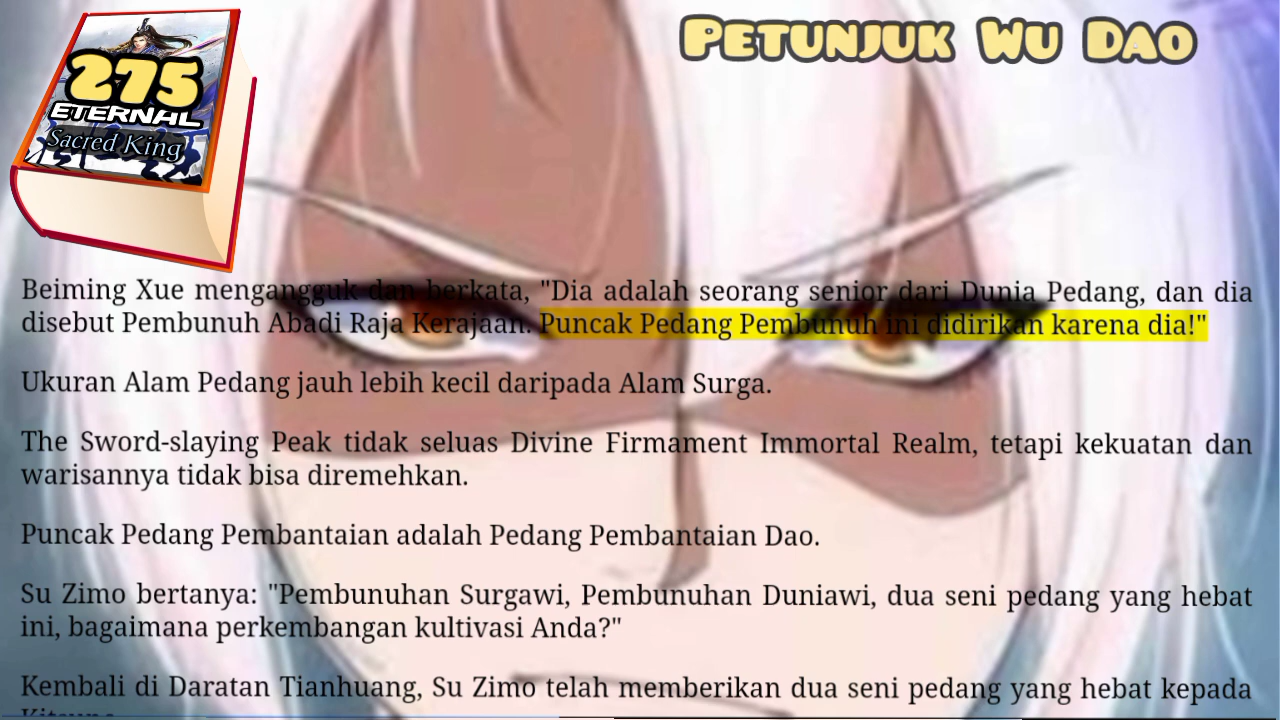 Petunjuk Wu Dao
275
ETERNAL
Sacred King
Beiming Xue mengangguk dan berkata, "Dia adalah seorang senior dari Dunia Pedang, dan dia
disebut Pembunuh Abadi Raja Kerajaan. Puncak Pedang Pembunuh ini didirikan karena dia!"
Ukuran Alam Pedang jauh lebih kecil daripada Alam Surga.
The Sword-slaying Peak tidak seluas Divine Firmament Immortal Realm, tetapi kekuatan dan
warisannya tidak bisa diremehkan.
Puncak Pedang Pembantaian adalah Pedang Pembantaian Dao.
Su Zimo bertanya: "Pembunuhan Surgawi, Pembunuhan Duniawi, dua seni pedang yang hebat
ini, bagaimana perkembangan kultivasi Anda?"
Kembali di Daratan Tianhuang, Su Zimo telah memberikan dua seni pedang yang hebat kepada